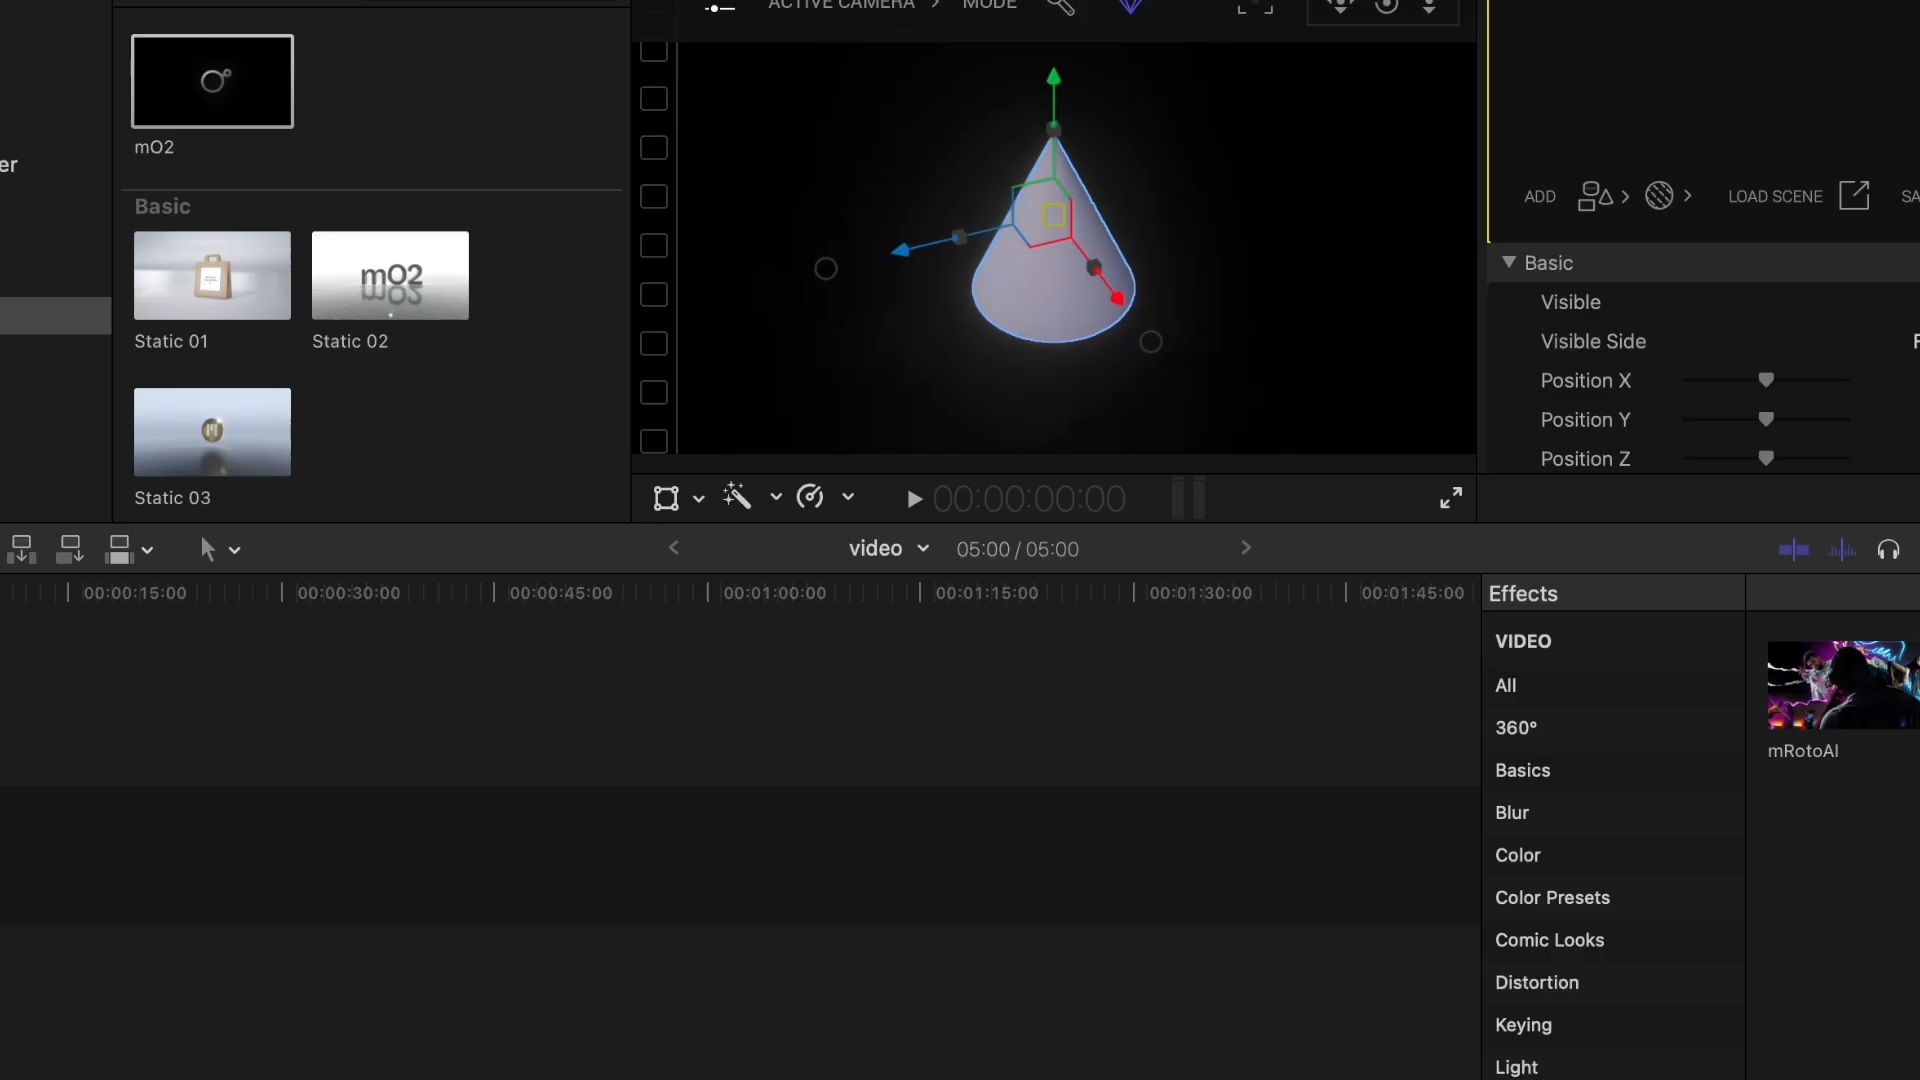 ACTIVE CAMERA MODE
mO2
er
Basic
mO2
Static 01 Static 02
Static 03
00:00:00:00
ADD LOAD SCENE SA
Basic
Visible
Visible Side F
Position X
Position Y
Position Z
video 05:00 / 05:00
00:00:15:00 00:00:30:00 00:00:45:00 00:01:00:00 00:01:15:00 00:01:30:00 00:01:45:00
Effects
VIDEO
All
360°
Basics
Blur
Color
Color Presets
Comic Looks
Distortion
Keying
Light
mRotoAI